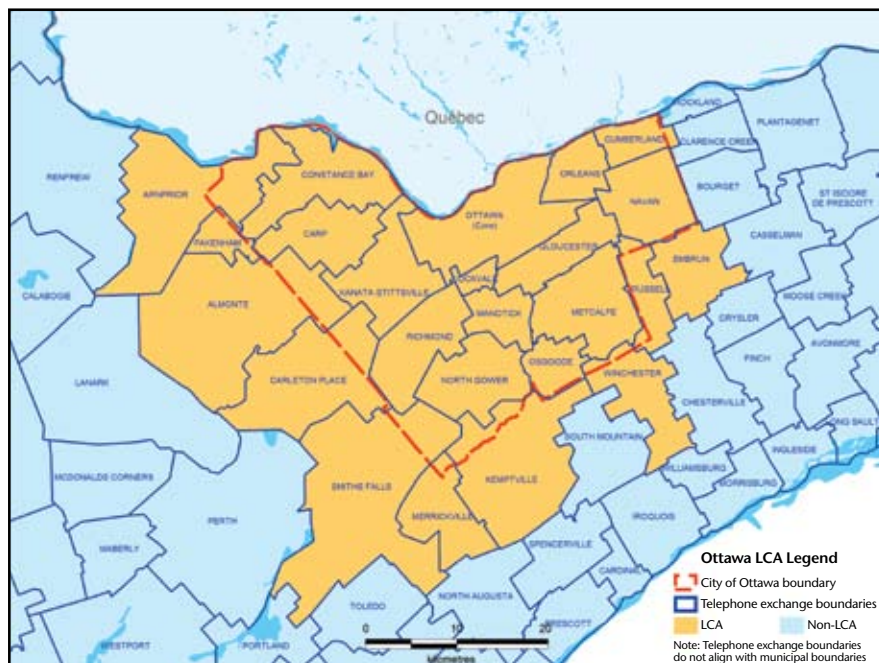 Québec
ROCKLAND
PLANTAGENET
CUMBERLAND
CLARENCE CREEK
RENFREW
ARNPRIOR
CONSTANCE BAY
ORLEANS
BOURGET
ST ISIDORE
DE PRESCOTT
NAVAN
OTTAWA
(Core)
CARP
PAKENHAM
GLOUCESTER
CASSELMAN
EMBRUN
JOCKVALE
CALABOGIE
ALMONTE
KANATA-STITTSVILLE
RUSSELL
MOOSE CREEK
MANOTICK
METCALFE
CRYSLER
RICHMOND
AVONMORE
OSGOODE
FINCH
LANARK
CARLETON PLACE
NORTH GOWER
WINCHESTER
CHESTERVILLE
LONG SAULT
SOUTH MOUNTAIN
INGLESIDE
MCDONALDS CORNERS
SMITHS FALLS
KEMPTVILLE
WILLIAMSBURG
MORRISBURG
PERTH
MERRICKVILLE
IROQUOIS
MABERLY
SPENCERVILLE
CARDINAL
NORTH AUGUSTA
TOLEDO
PRESCOTT
WESTPORT
PORTLAND
0 10 20
Kilometres
Ottawa LCA Legend
City of Ottawa boundary
Telephone exchange boundaries
LCA Non-LCA
Note: Telephone exchange boundaries
do not align with municipal boundaries